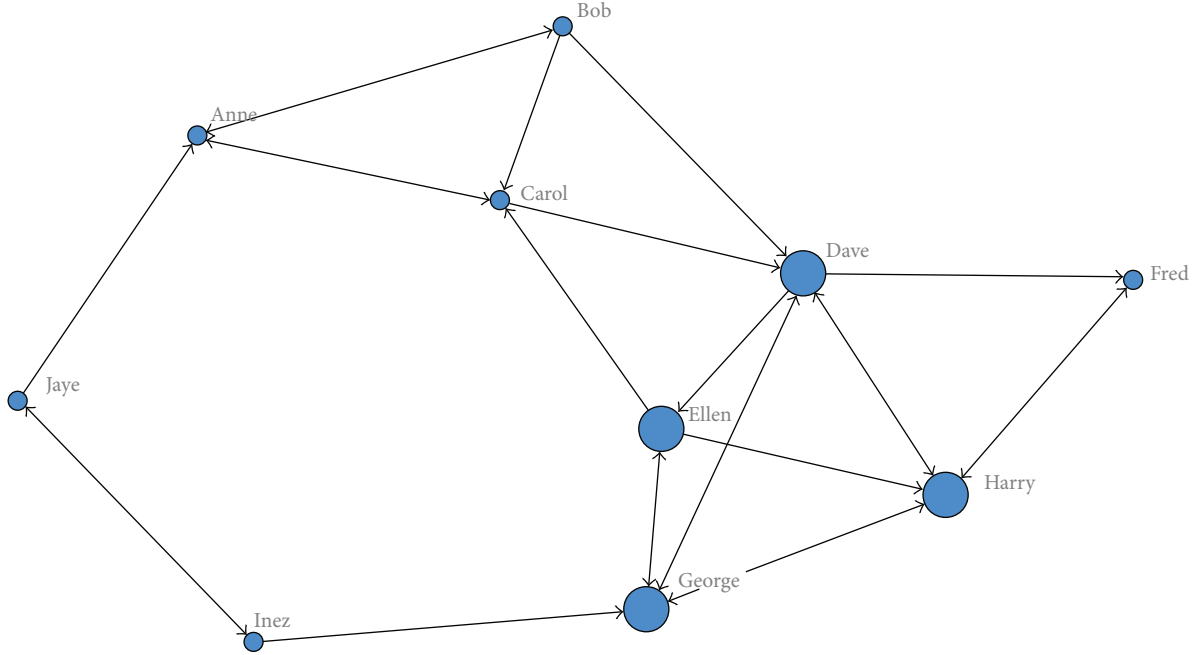 Bob
Anne
Carol
Dave
Fred
Jaye
Ellen
Harry
George
Inez